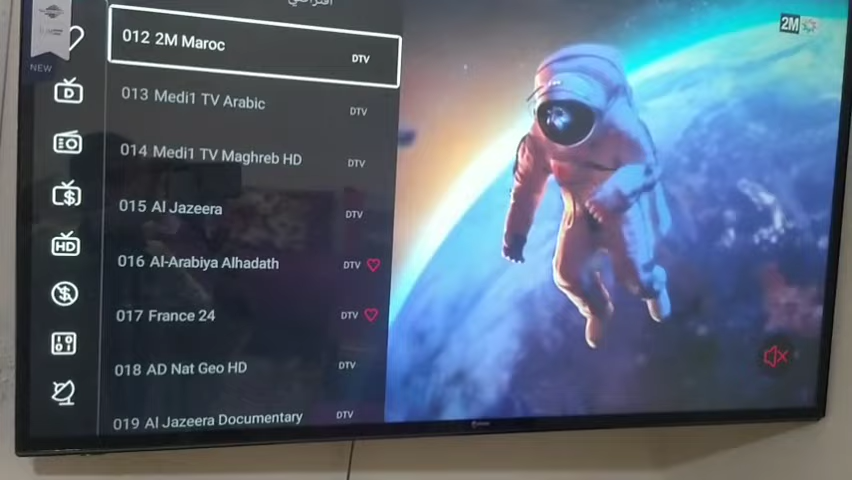 افتراضي
2M
012 2M Maroc DTV
NEW
013 Medi1 TV Arabic DTV
014 Medi1 TV Maghreb HD DTV
015 Al Jazeera DTV
HD
016 Al-Arabiya Alhadath DTV
017 France 24 DTV
018 AD Nat Geo HD DTV
019 Al Jazeera Documentary DTV